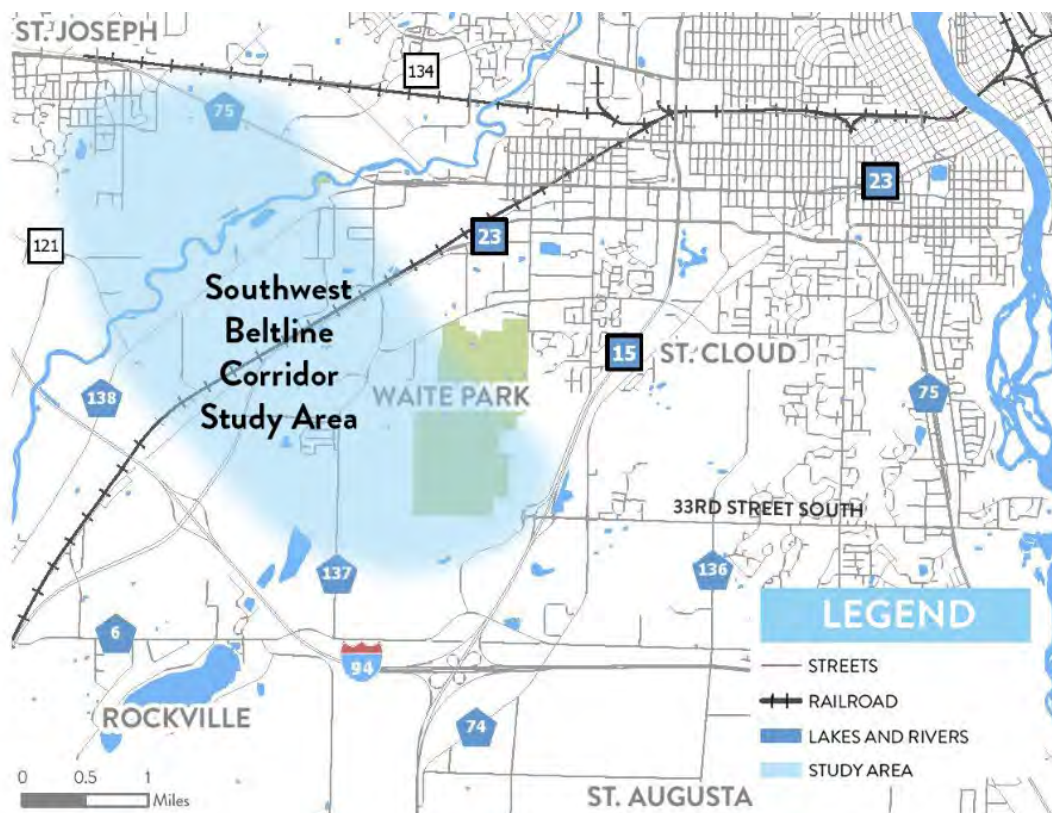 ST. JOSEPH
134
75
23
121
23
Southwest
Beltline
Corridor
Study Area
15
ST. CLOUD
138
WAITE PARK
75
33RD STREET SOUTH
137
136
LEGEND
6
94
STREETS
RAILROAD
ROCKVILLE
74
LAKES AND RIVERS
STUDY AREA
0 0.5 1
Miles
ST. AUGUSTA